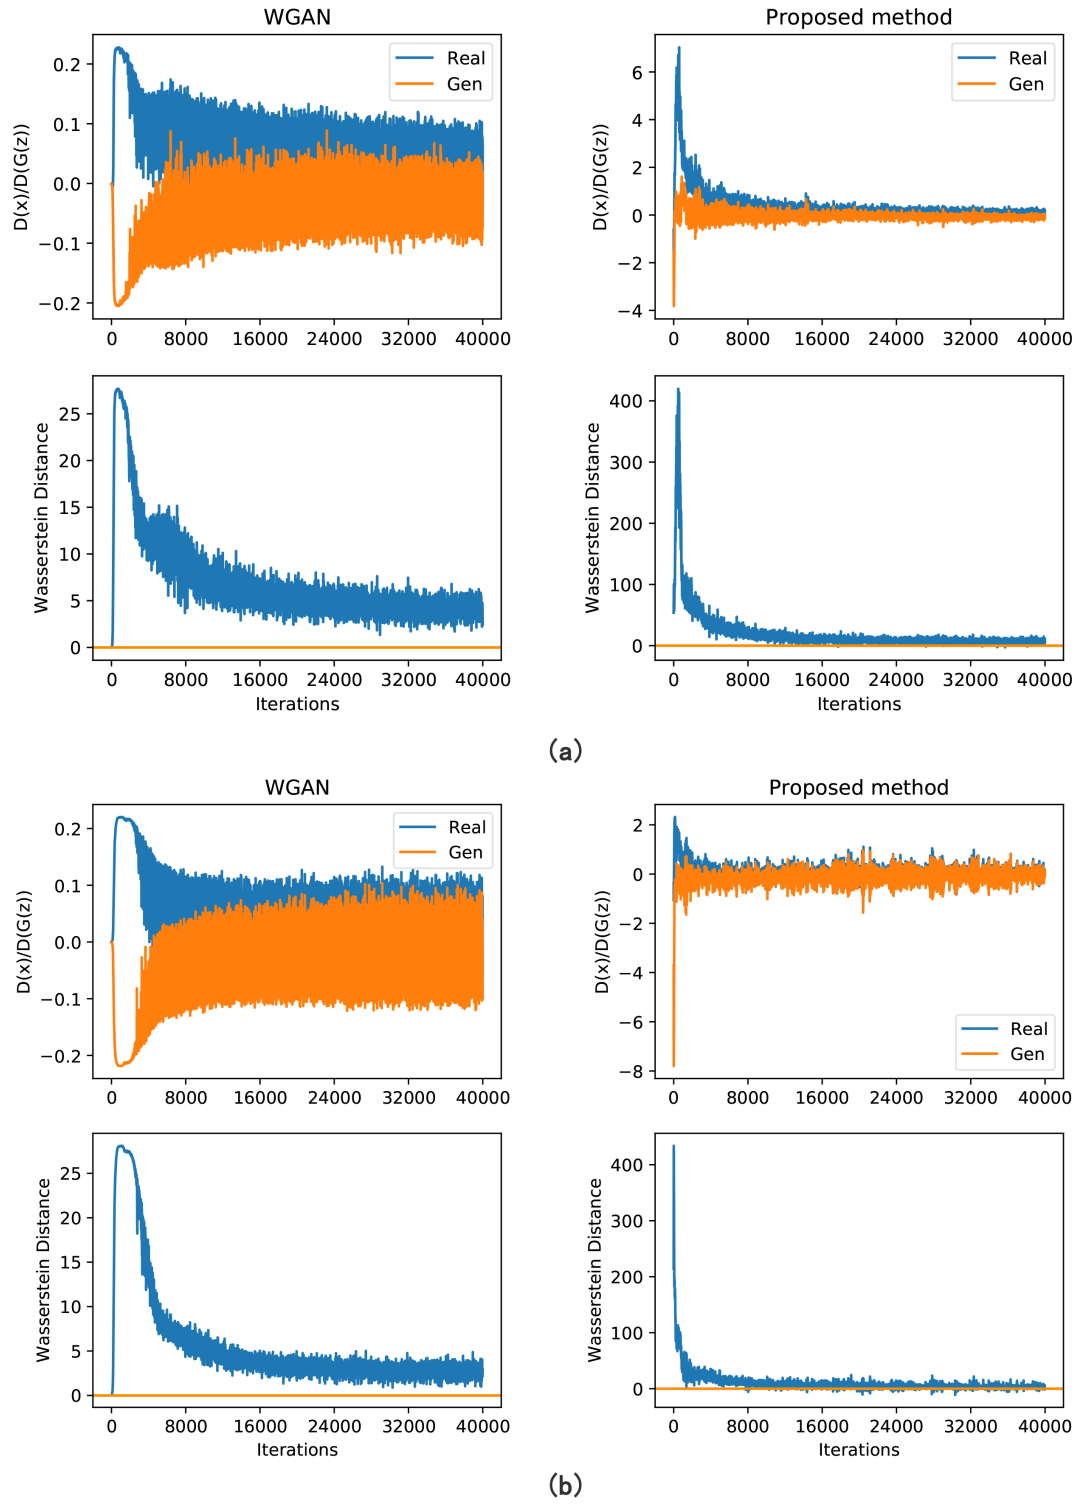 WGAN
Proposed method
D(x)/D(G(z))
0.2
0.1
0.0
−0.1
−0.2
Real
Gen
0 8000 16000 24000 32000 40000
D(x)/D(G(z))
6
4
2
0
−2
−4
Real
Gen
0 8000 16000 24000 32000 40000
Wasserstein Distance
25
20
15
10
5
0
0 8000 16000 24000 32000 40000
Iterations
Wasserstein Distance
400
300
200
100
0
0 8000 16000 24000 32000 40000
Iterations
(a)
WGAN
Proposed method
D(x)/D(G(z))
0.2
0.1
0.0
−0.1
−0.2
Real
Gen
0 8000 16000 24000 32000 40000
D(x)/D(G(z))
2
0
−2
−4
−6
−8
Real
Gen
0 8000 16000 24000 32000 40000
Wasserstein Distance
25
20
15
10
5
0
0 8000 16000 24000 32000 40000
Iterations
Wasserstein Distance
400
300
200
100
0
0 8000 16000 24000 32000 40000
Iterations
(b)